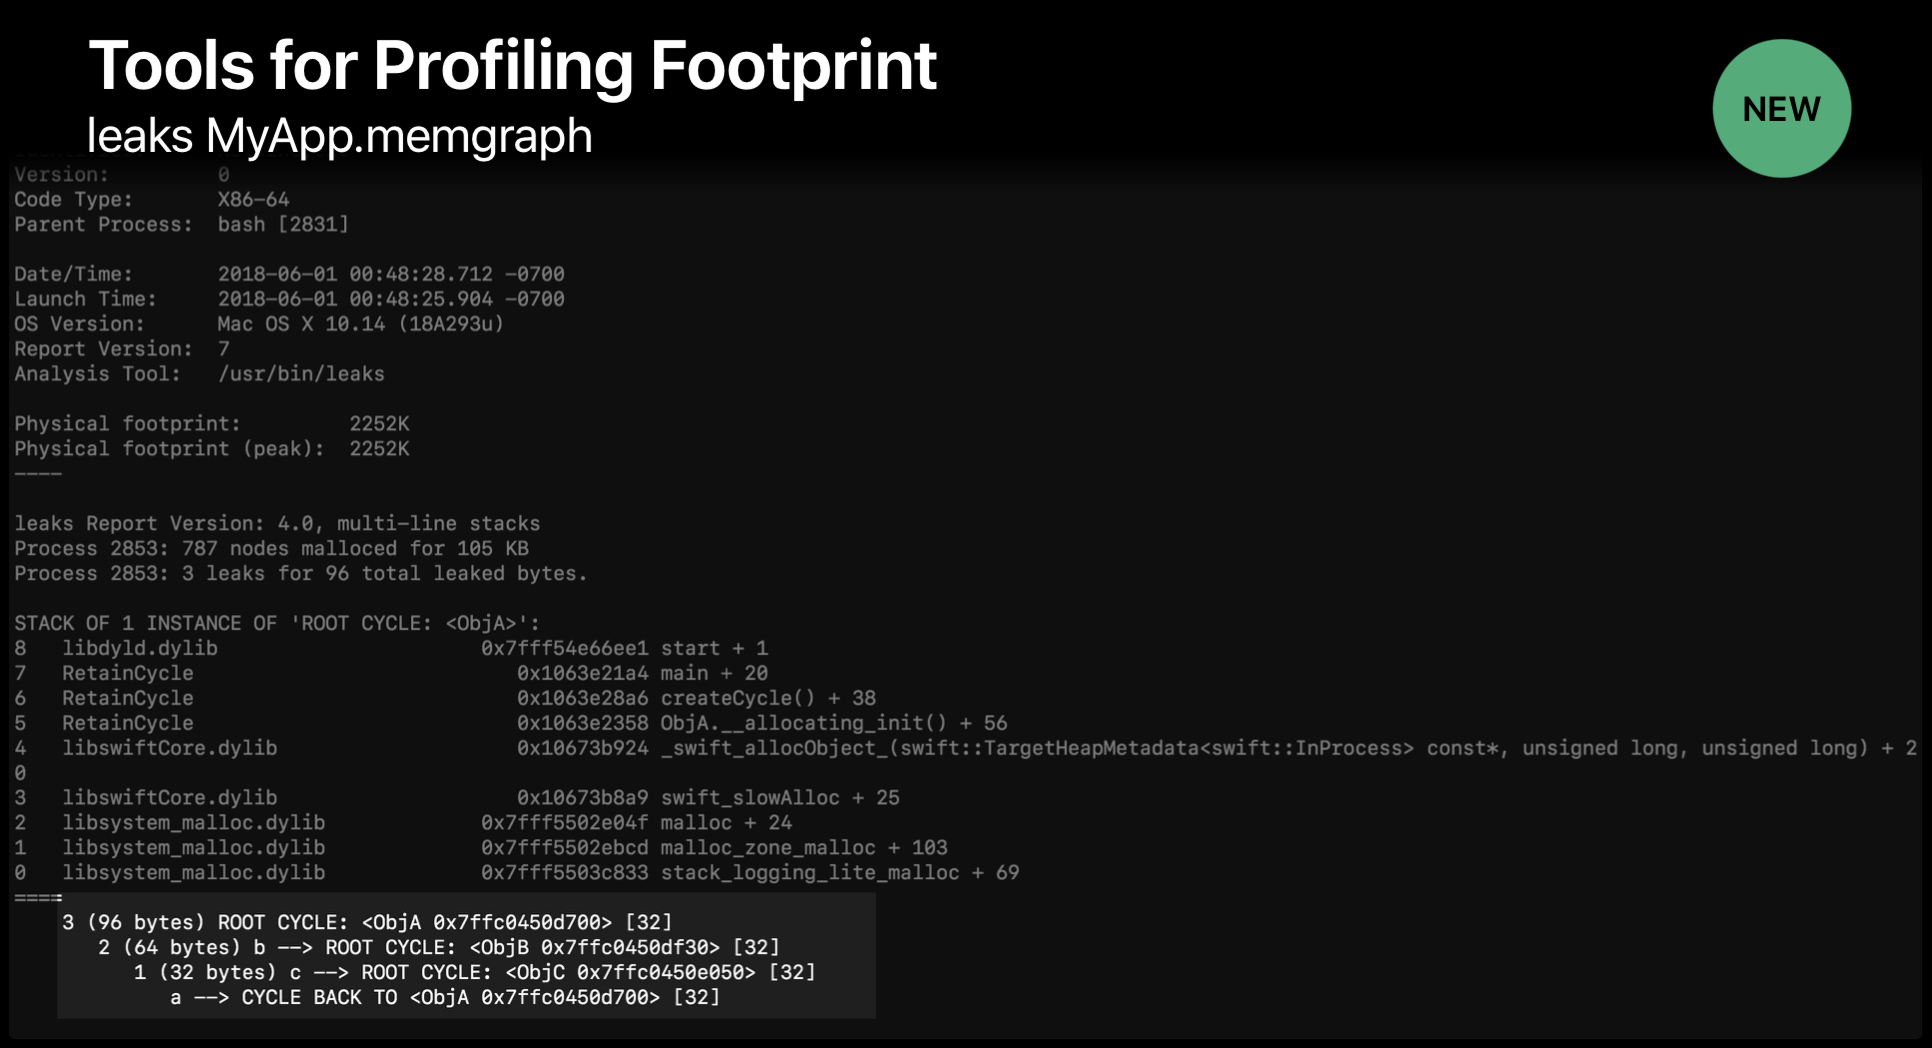 Tools for Profiling Footprint
leaks MyApp.memgraph
NEW
Version: 0
Code Type: X86-64
Parent Process: bash [2831]
Date/Time: 2018-06-01 00:48:28.712 -0700
Launch Time: 2018-06-01 00:48:25.904 -0700
OS Version: Mac OS X 10.14 (18A293u)
Report Version: 7
Analysis Tool: /usr/bin/leaks
Physical footprint: 2252K
Physical footprint (peak): 2252K
----
leaks Report Version: 4.0, multi-line stacks
Process 2853: 787 nodes malloced for 105 KB
Process 2853: 3 leaks for 96 total leaked bytes.
STACK OF 1 INSTANCE OF 'ROOT CYCLE: <ObjA>':
8 libdyld.dylib 0x7fff54e66ee1 start + 1
7 RetainCycle 0x1063e21a4 main + 20
6 RetainCycle 0x1063e28a6 createCycle() + 38
5 RetainCycle 0x1063e2358 ObjA.__allocating_init() + 56
4 libswiftCore.dylib 0x10673b924 _swift_allocObject_(swift::TargetHeapMetadata<swift::InProcess> const*, unsigned long, unsigned long) + 2
0
3 libswiftCore.dylib 0x10673b8a9 swift_slowAlloc + 25
2 libsystem_malloc.dylib 0x7fff5502e04f malloc + 24
1 libsystem_malloc.dylib 0x7fff5502ebcd malloc_zone_malloc + 103
0 libsystem_malloc.dylib 0x7fff5503c833 stack_logging_lite_malloc + 69
====
3 (96 bytes) ROOT CYCLE: <ObjA 0x7ffc0450d700> [32]
2 (64 bytes) b --> ROOT CYCLE: <ObjB 0x7ffc0450df30> [32]
1 (32 bytes) c --> ROOT CYCLE: <ObjC 0x7ffc0450e050> [32]
a --> CYCLE BACK TO <ObjA 0x7ffc0450d700> [32]